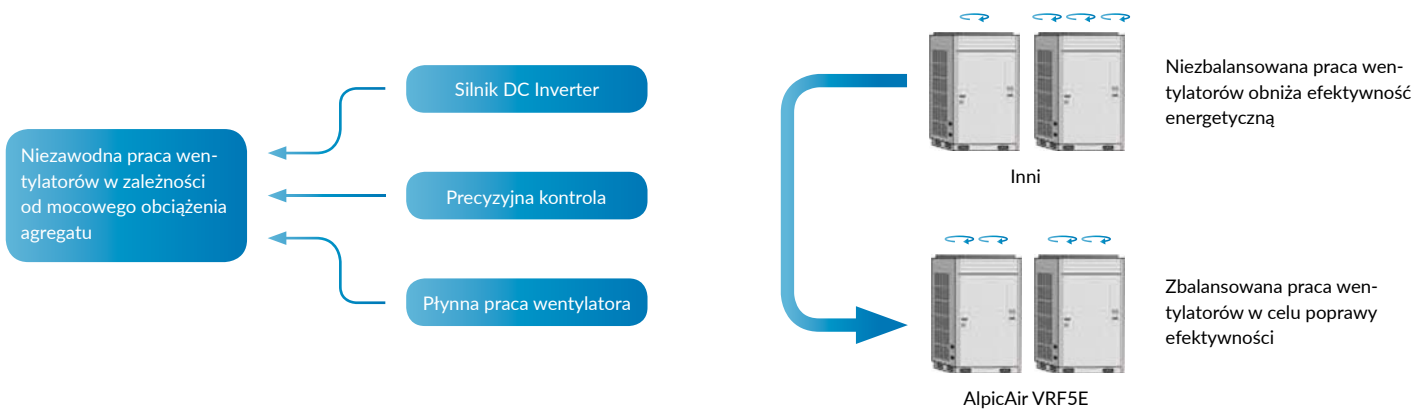 Niezawodna praca wen-
tylatorów w zależności
od mocowego obciążenia
agregatu
Silnik DC Inverter
Precyzyjna kontrola
Płynna praca wentylatora
Inni
Niezbalansowana praca wen-
tylatorów obniża efektywność
energetyczną
AlpicAir VRF5E
Zbalansowana praca wen-
tylatorów w celu poprawy
efektywności